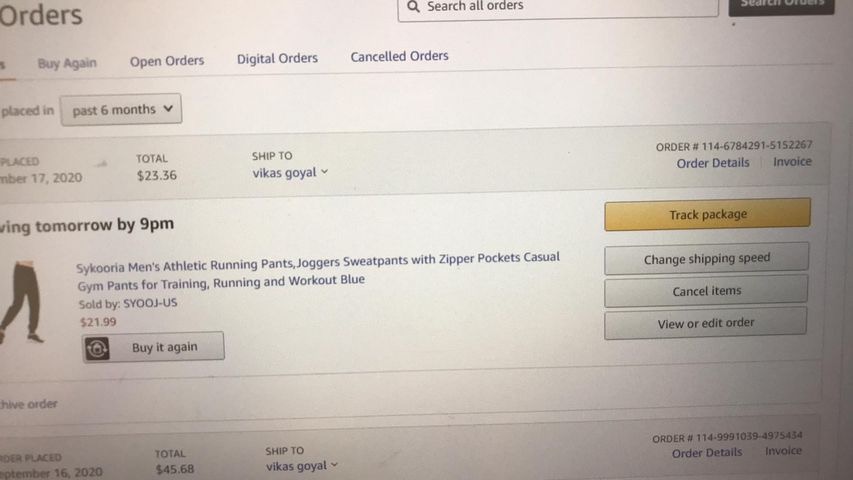 Orders
Search all orders
Search Orders
s
Buy Again
Open Orders
Digital Orders
Cancelled Orders
placed in
past 6 months
PLACED
TOTAL
SHIP TO
ORDER # 114-6784291-5152267
mber 17, 2020
$23.36
vikas goyal
Order Details
Invoice
ving tomorrow by 9pm
Track package
Sykooria Men's Athletic Running Pants,Joggers Sweatpants with Zipper Pockets Casual
Gym Pants for Training, Running and Workout Blue
Sold by: SYOOJ-US
$21.99
Buy it again
Change shipping speed
Cancel items
View or edit order
hive order
RDER PLACED
TOTAL
SHIP TO
ORDER # 114-9991039-4975434
eptember 16, 2020
$45.68
vikas goyal
Order Details
Invoice